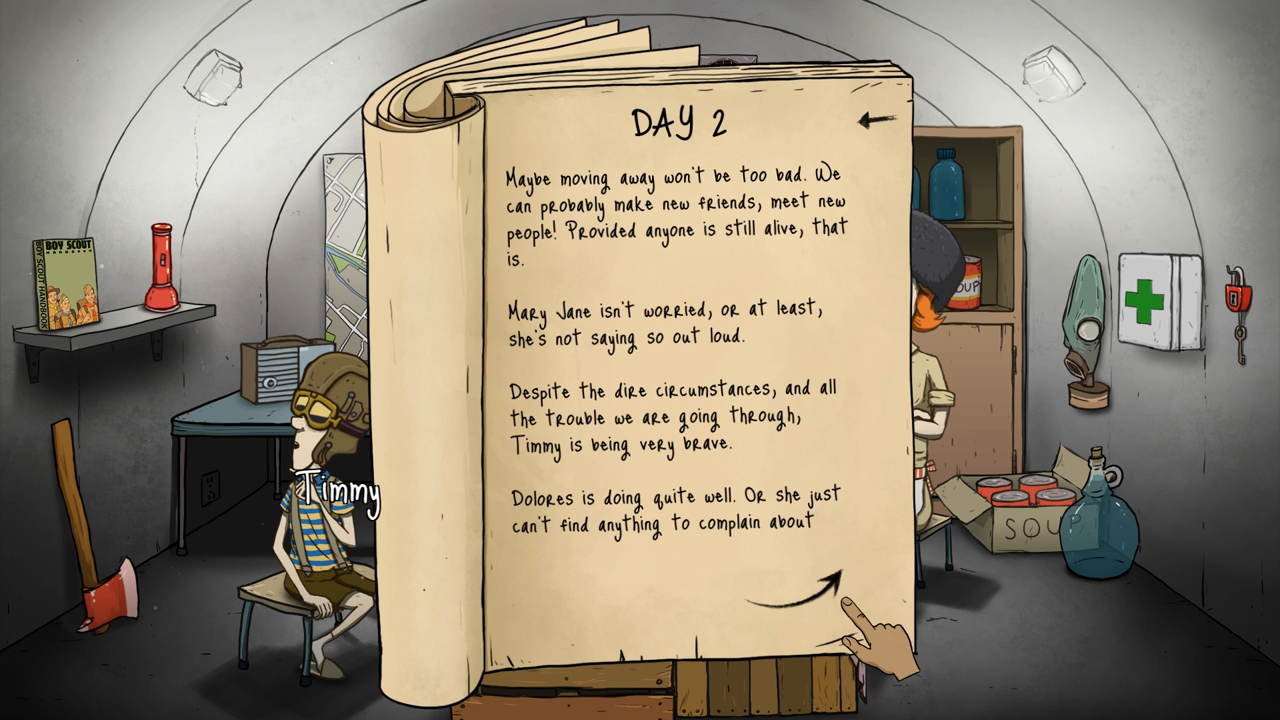 DAY 2
Maybe moving away won't be too bad. We
can probably make new friends, meet new
people! Provided anyone is still alive, that
is.
Mary Jane isn't worried, or at least,
she's not saying so out loud.
Despite the dire circumstances, and all
the trouble we are going through,
Timmy is being very brave.
Dolores is doing quite well. Or she just
can't find anything to complain about
BOY SCOUT
BOY SCOUT HANDBOOK
Timmy
OUP
SOUP